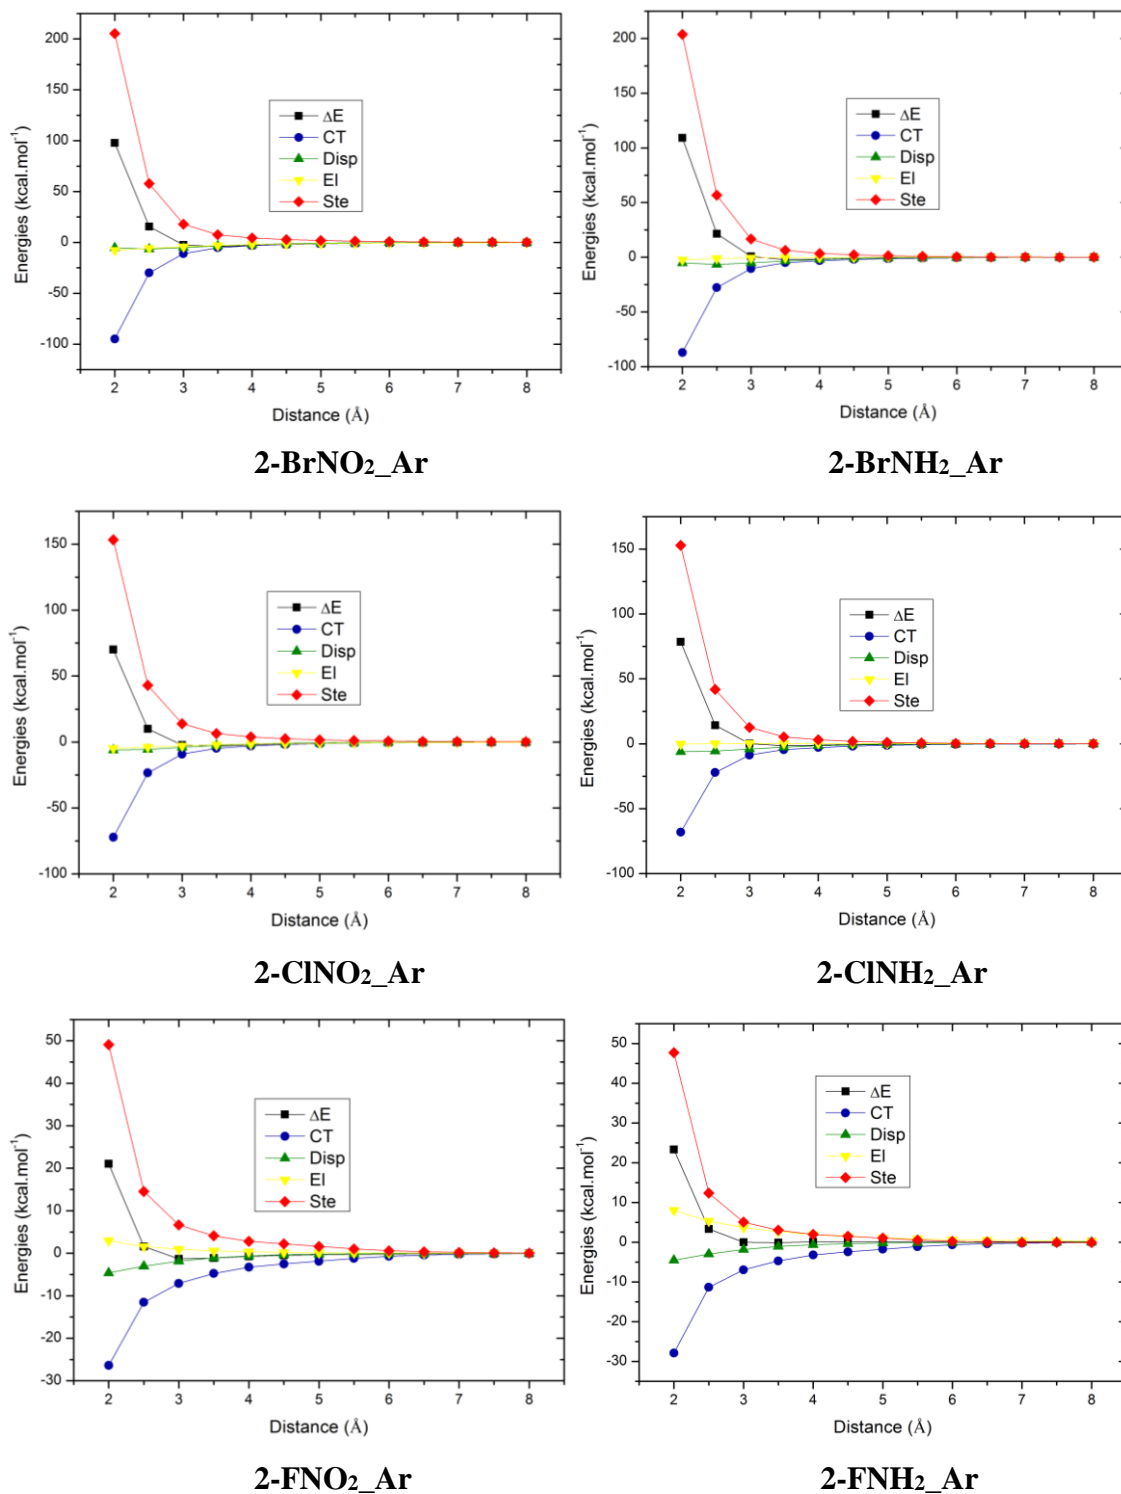 200
150
100
50
0
-50
-100
Energies (kcal.mol⁻¹)
ΔE
CT
Disp
El
Ste
2 3 4 5 6 7 8
Distance (Å)
2-BrNO₂_Ar
200
150
100
50
0
-50
-100
Energies (kcal.mol⁻¹)
ΔE
CT
Disp
El
Ste
2 3 4 5 6 7 8
Distance (Å)
2-BrNH₂_Ar
150
100
50
0
-50
-100
Energies (kcal.mol⁻¹)
ΔE
CT
Disp
El
Ste
2 3 4 5 6 7 8
Distance (Å)
2-ClNO₂_Ar
150
100
50
0
-50
-100
Energies (kcal.mol⁻¹)
ΔE
CT
Disp
El
Ste
2 3 4 5 6 7 8
Distance (Å)
2-ClNH₂_Ar
50
40
30
20
10
0
-10
-20
-30
Energies (kcal.mol⁻¹)
ΔE
CT
Disp
El
Ste
2 3 4 5 6 7 8
Distance (Å)
2-FNO₂_Ar
50
40
30
20
10
0
-10
-20
-30
Energies (kcal.mol⁻¹)
ΔE
CT
Disp
El
Ste
2 3 4 5 6 7 8
Distance (Å)
2-FNH₂_Ar